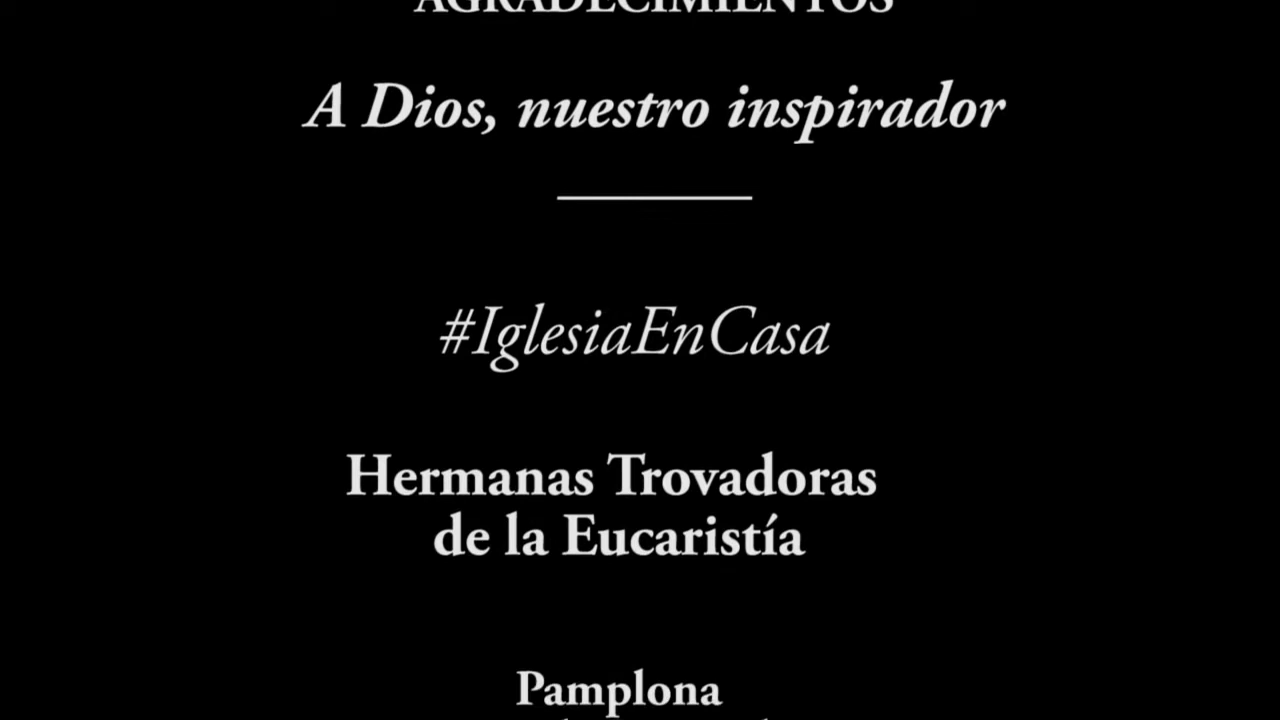 AGRADECIMIENTOS
A Dios, nuestro inspirador
#IglesiaEnCasa
Hermanas Trovadoras
de la Eucaristía
Pamplona